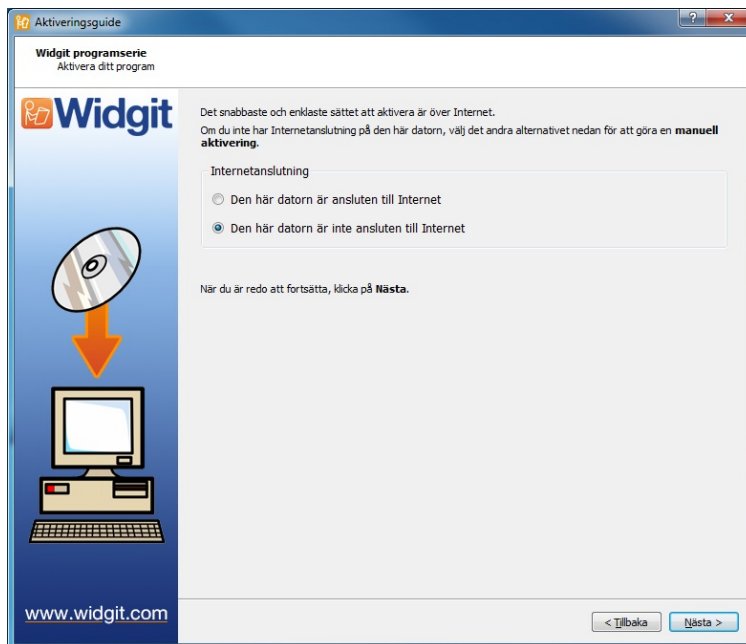 Aktiveringsguide
Widgit programserie
Aktivera ditt program
Widgit
Det snabbaste och enklaste sättet att aktivera är över Internet.
Om du inte har Internetanslutning på den här datorn, välj det andra alternativet nedan för att göra en manuell
aktivering.
Internetanslutning
Den här datorn är ansluten till Internet
Den här datorn är inte ansluten till Internet
När du är redo att fortsätta, klicka på Nästa.
www.widgit.com
< Tillbaka
Nästa >